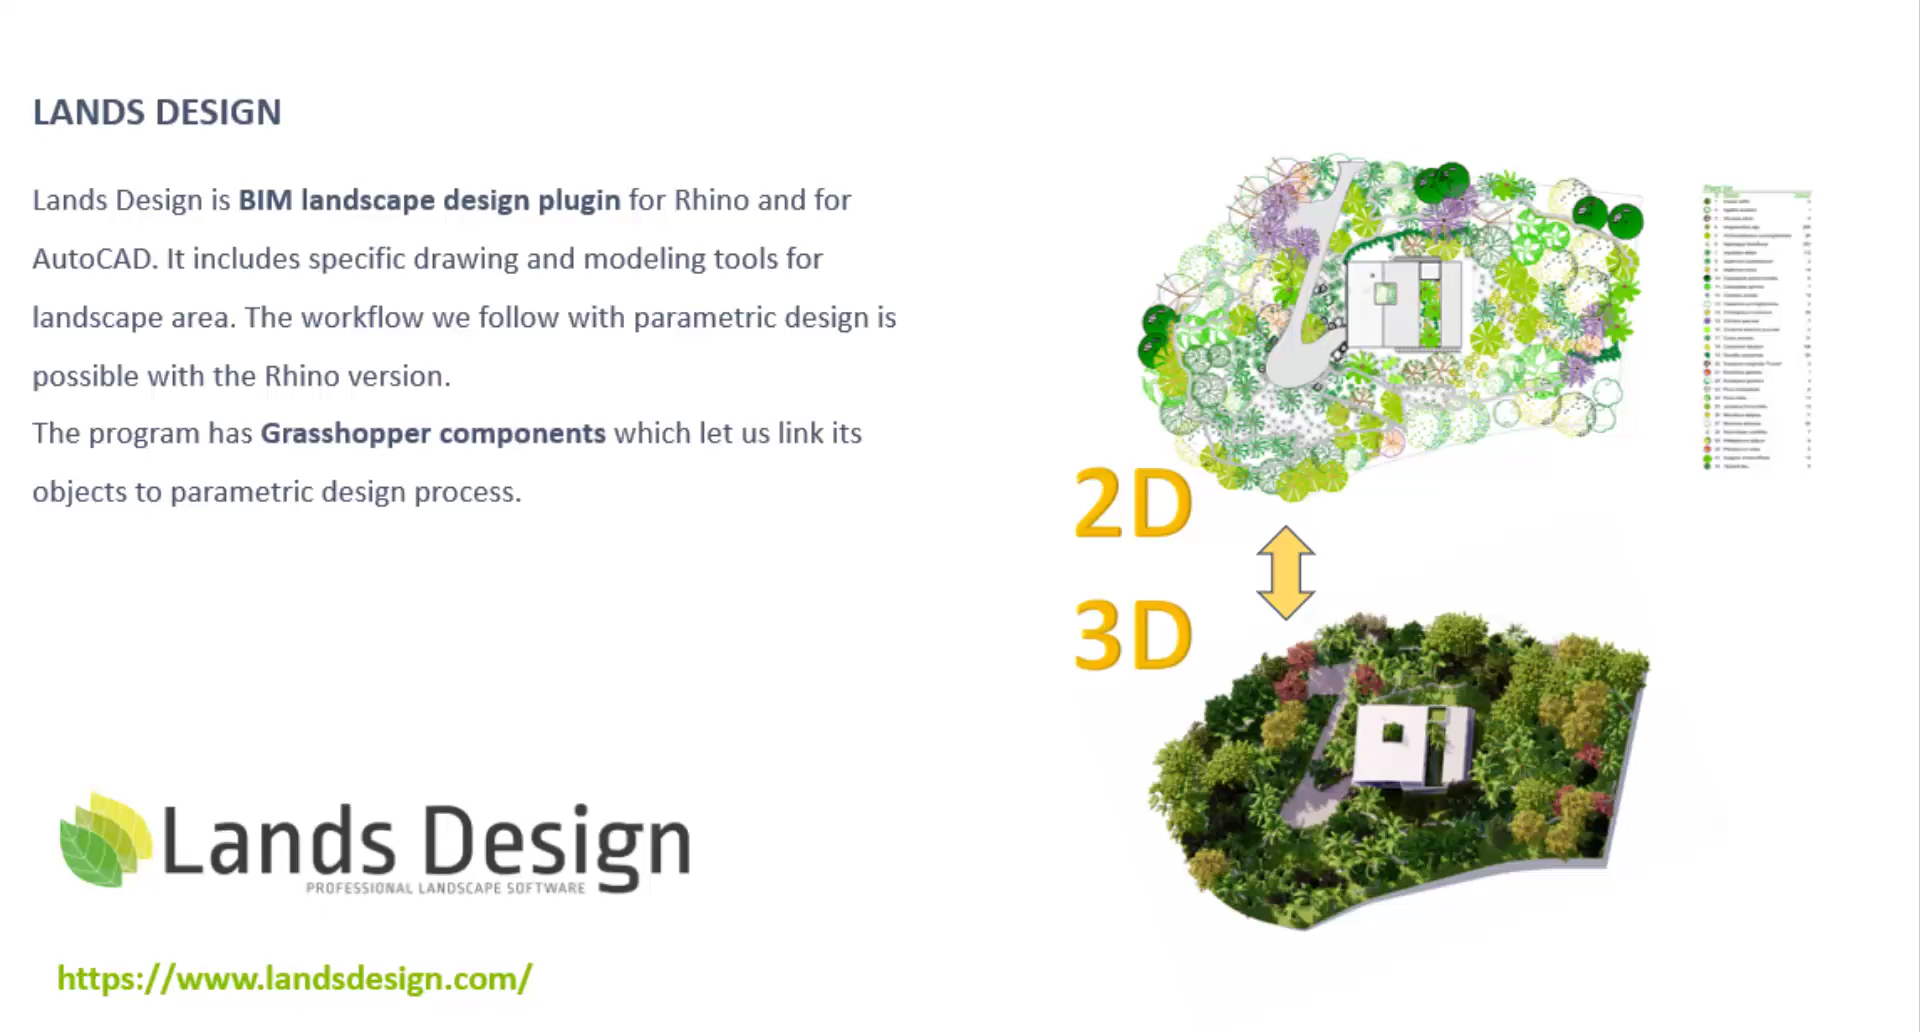 LANDS DESIGN
Lands Design is BIM landscape design plugin for Rhino and for
AutoCAD. It includes specific drawing and modeling tools for
landscape area. The workflow we follow with parametric design is
possible with the Rhino version.
The program has Grasshopper components which let us link its
objects to parametric design process.
2D
3D
Lands Design
PROFESSIONAL LANDSCAPE SOFTWARE
https://www.landsdesign.com/